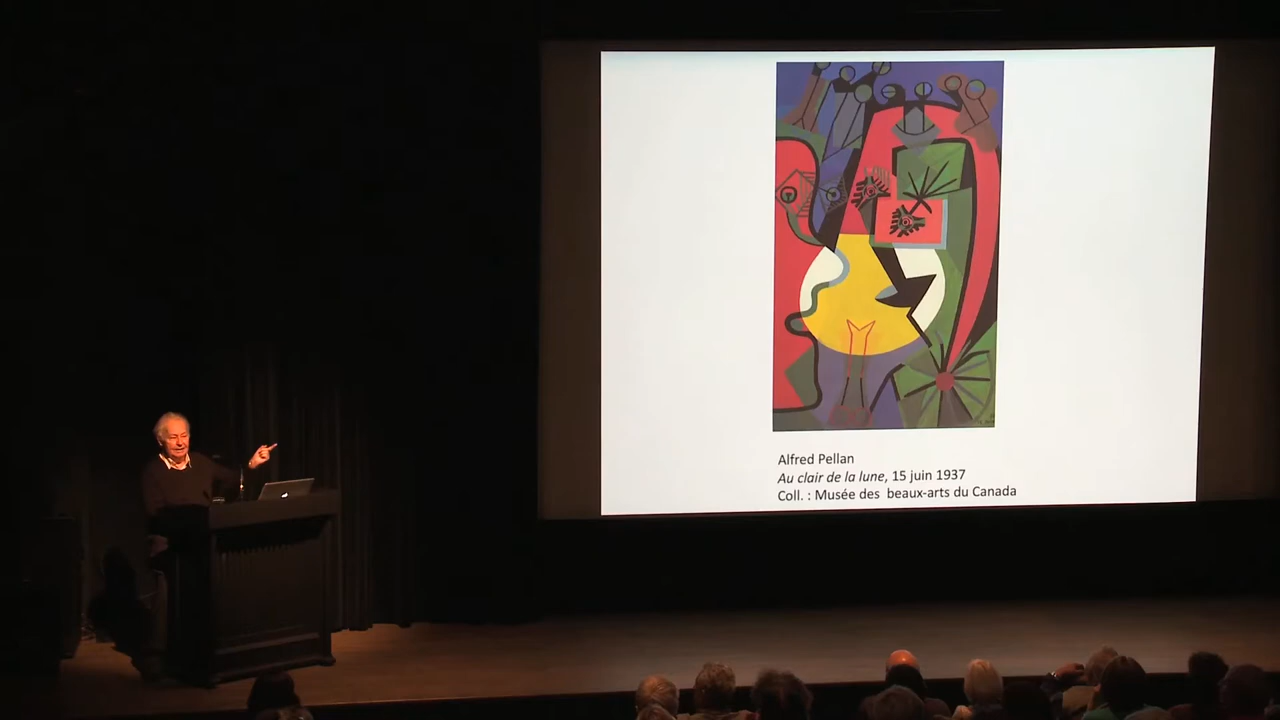 Alfred Pellan
Au clair de la lune, 15 juin 1937
Coll. : Musée des beaux-arts du Canada